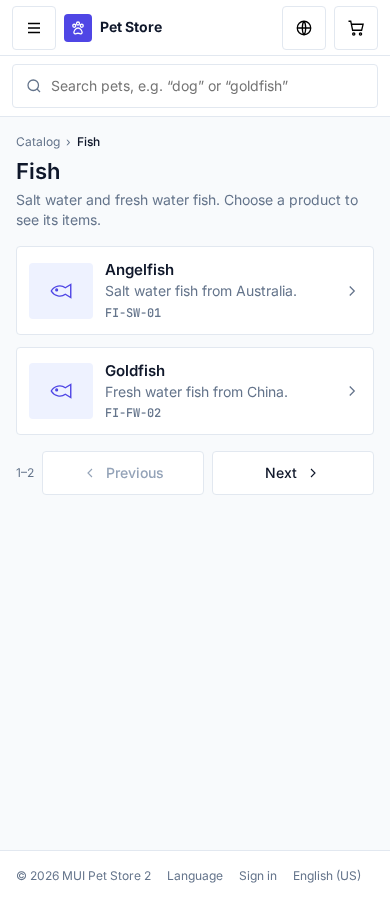 Pet Store
Search pets, e.g. “dog” or “goldfish”
Catalog › Fish
Fish
Salt water and fresh water fish. Choose a product to
see its items.
Angelfish
Salt water fish from Australia.
FI-SW-01
Goldfish
Fresh water fish from China.
FI-FW-02
1–2 Previous Next
© 2026 MUI Pet Store 2 Language Sign in English (US)